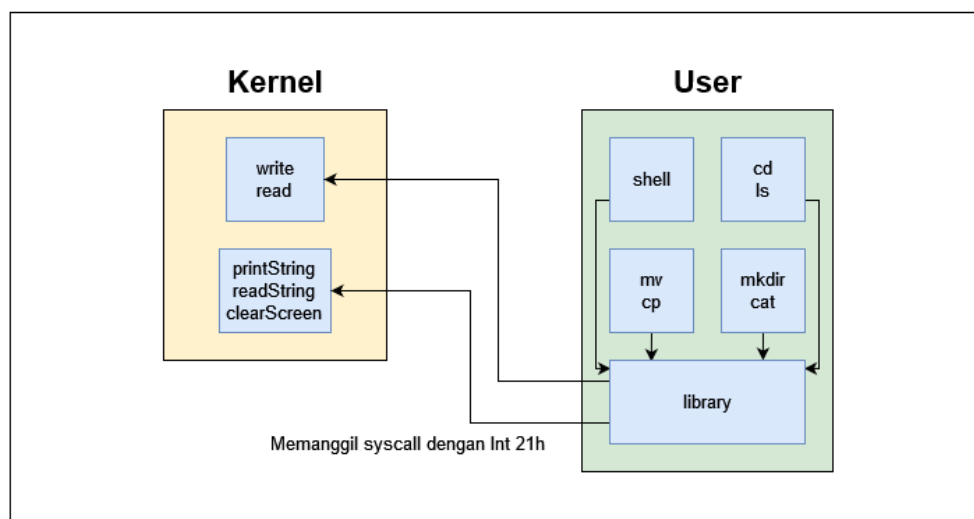 Kernel
User
write
read
shell
cd
ls
printString
readString
clearScreen
mv
cp
mkdir
cat
library
Memanggil syscall dengan Int 21h